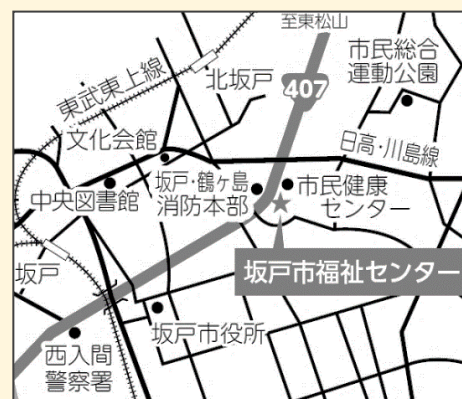 至東松山
市民総合
運動公園
東武東上線
北坂戸
407
文化会館
日高・川島線
中央図書館
坂戸・鶴ヶ島
消防本部
市民健康
センター
坂戸
坂戸市福祉センター
坂戸市役所
西入間
警察署